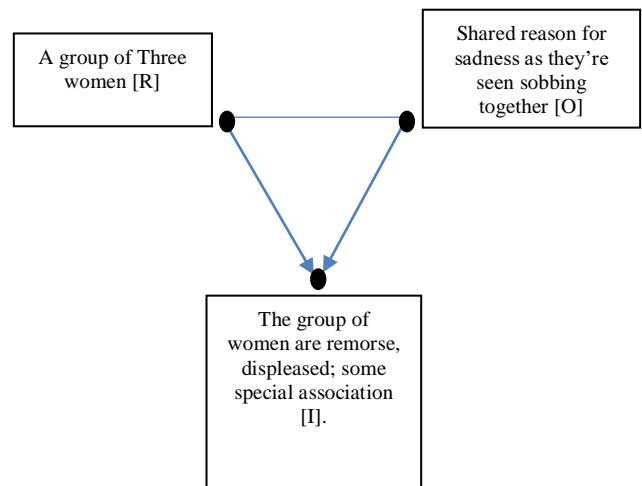 A group of Three
women [R]
Shared reason for
sadness as they’re
seen sobbing
together [O]
The group of
women are remorse,
displeased; some
special association
[I].